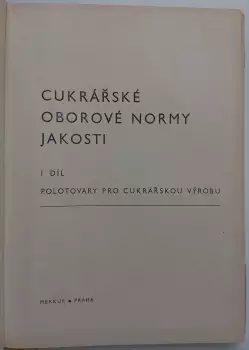 CUKRÁŘSKÉ
OBOROVÉ NORMY
JAKOSTI
I DÍL
POLOTOVARY PRO CUKRÁŘSKOU VÝROBU
MERKUR • PRAHA